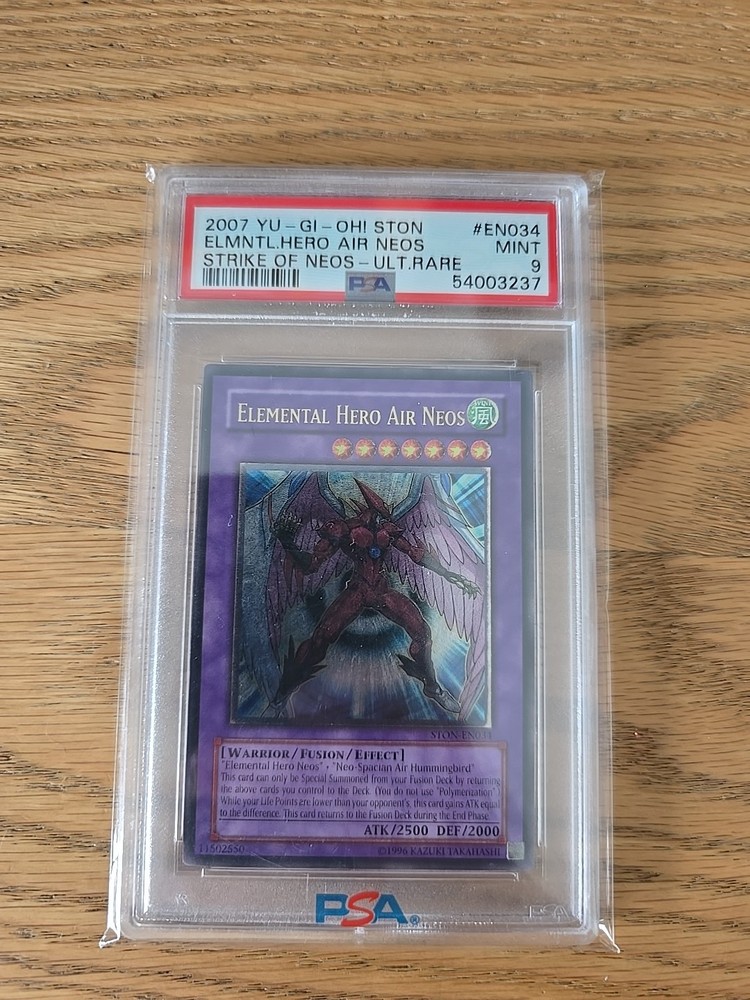 2007 YU-GI-OH! STON #EN034
ELMNTL.HERO AIR NEOS MINT
STRIKE OF NEOS-ULT.RARE 9
PSA 54003237
ELEMENTAL HERO AIR NEOS 風
STON-EN034
[WARRIOR/FUSION/EFFECT]
"Elemental Hero Neos" + "Neo-Spacian Air Hummingbird"
This card can only be Special Summoned from your Fusion Deck by returning
the above cards you control to the Deck. (You do not use "Polymerization".)
While your Life Points are lower than your opponent's, this card gains ATK equal
to the difference. This card returns to the Fusion Deck during the End Phase.
ATK/2500 DEF/2000
11502550 ©1996 KAZUKI TAKAHASHI
PSA®
PSA